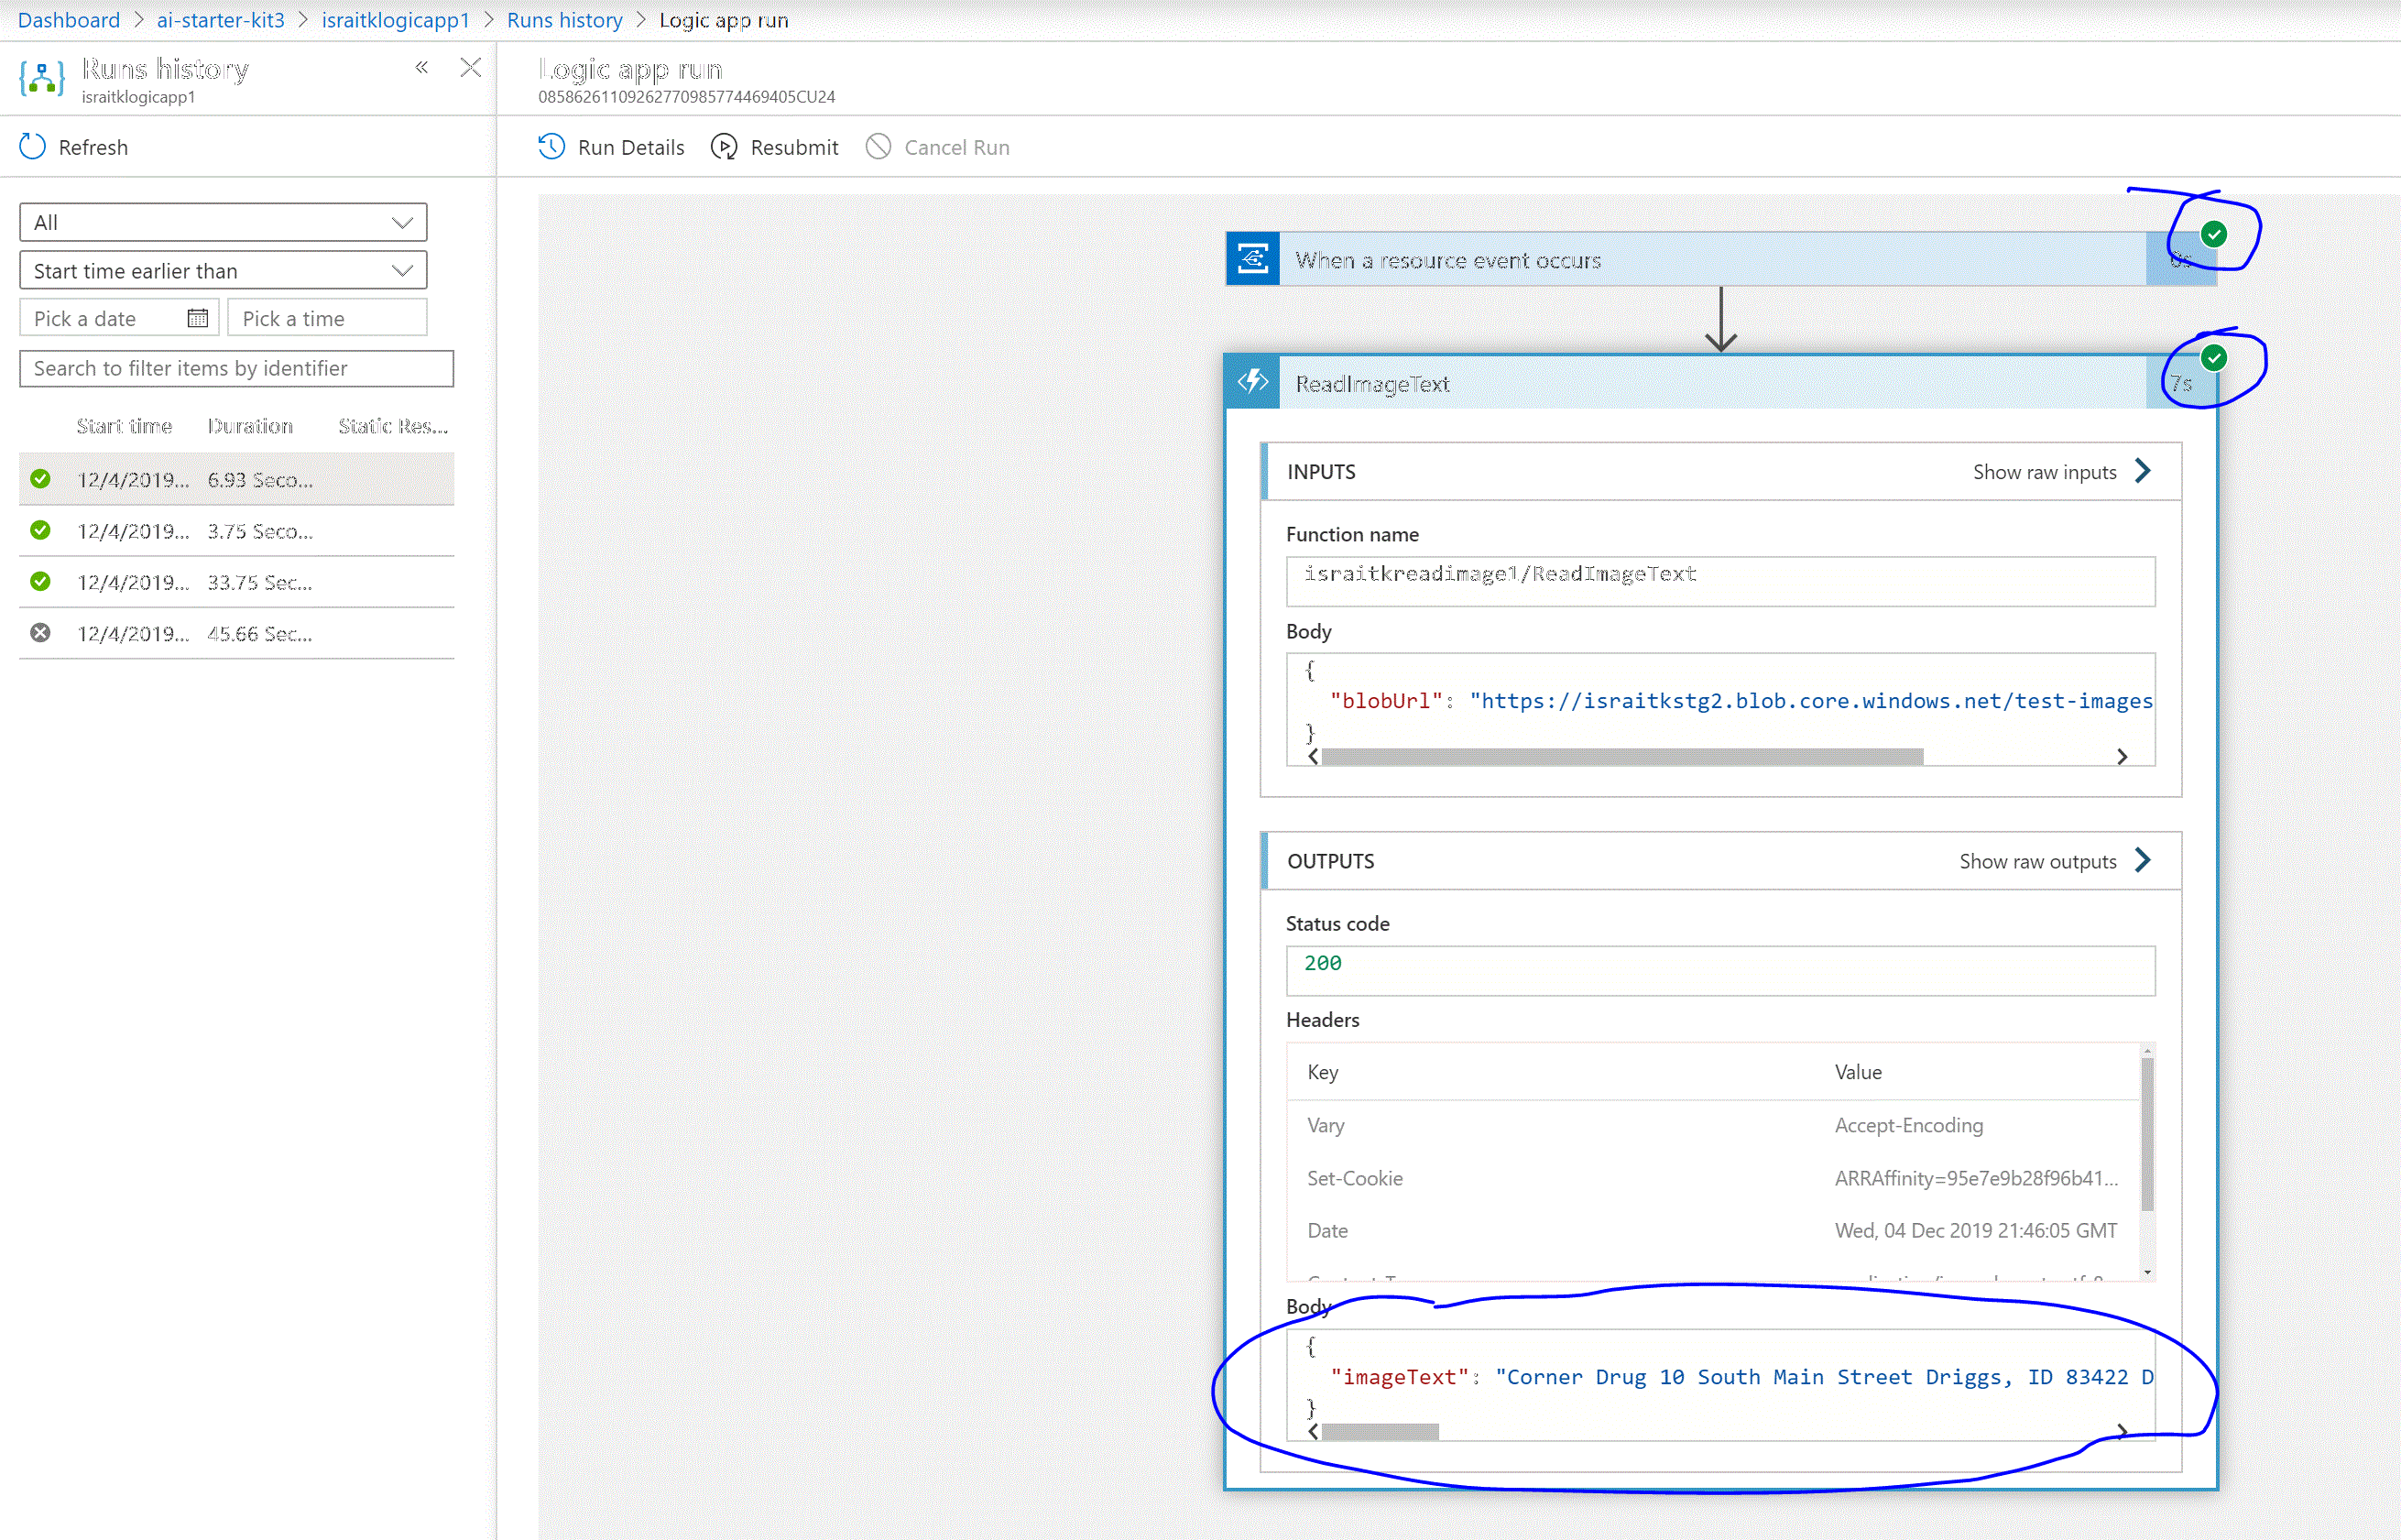 Dashboard > ai-starter-kit3 > israitklogicapp1 > Runs history > Logic app run
Runs history
israitklogicapp1
Refresh
All
Start time earlier than
Pick a date Pick a time
Search to filter items by identifier
Start time Duration Static Res...
12/4/2019... 6.93 Seco...
12/4/2019... 3.75 Seco...
12/4/2019... 33.75 Sec...
12/4/2019... 45.66 Sec...
Logic app run
08586261109262770985774469405CU24
Run Details Resubmit Cancel Run
When a resource event occurs
ReadImageText 7s
INPUTS Show raw inputs
Function name
israitkreadimage1/ReadImageText
Body
{
"blobUrl": "https://israitkstg2.blob.core.windows.net/test-images
}
OUTPUTS Show raw outputs
Status code
200
Headers
Key Value
Vary Accept-Encoding
Set-Cookie ARRAffinity=95e7e9b28f96b41...
Date Wed, 04 Dec 2019 21:46:05 GMT
Body
{
"imageText": "Corner Drug 10 South Main Street Driggs, ID 83422 D
}